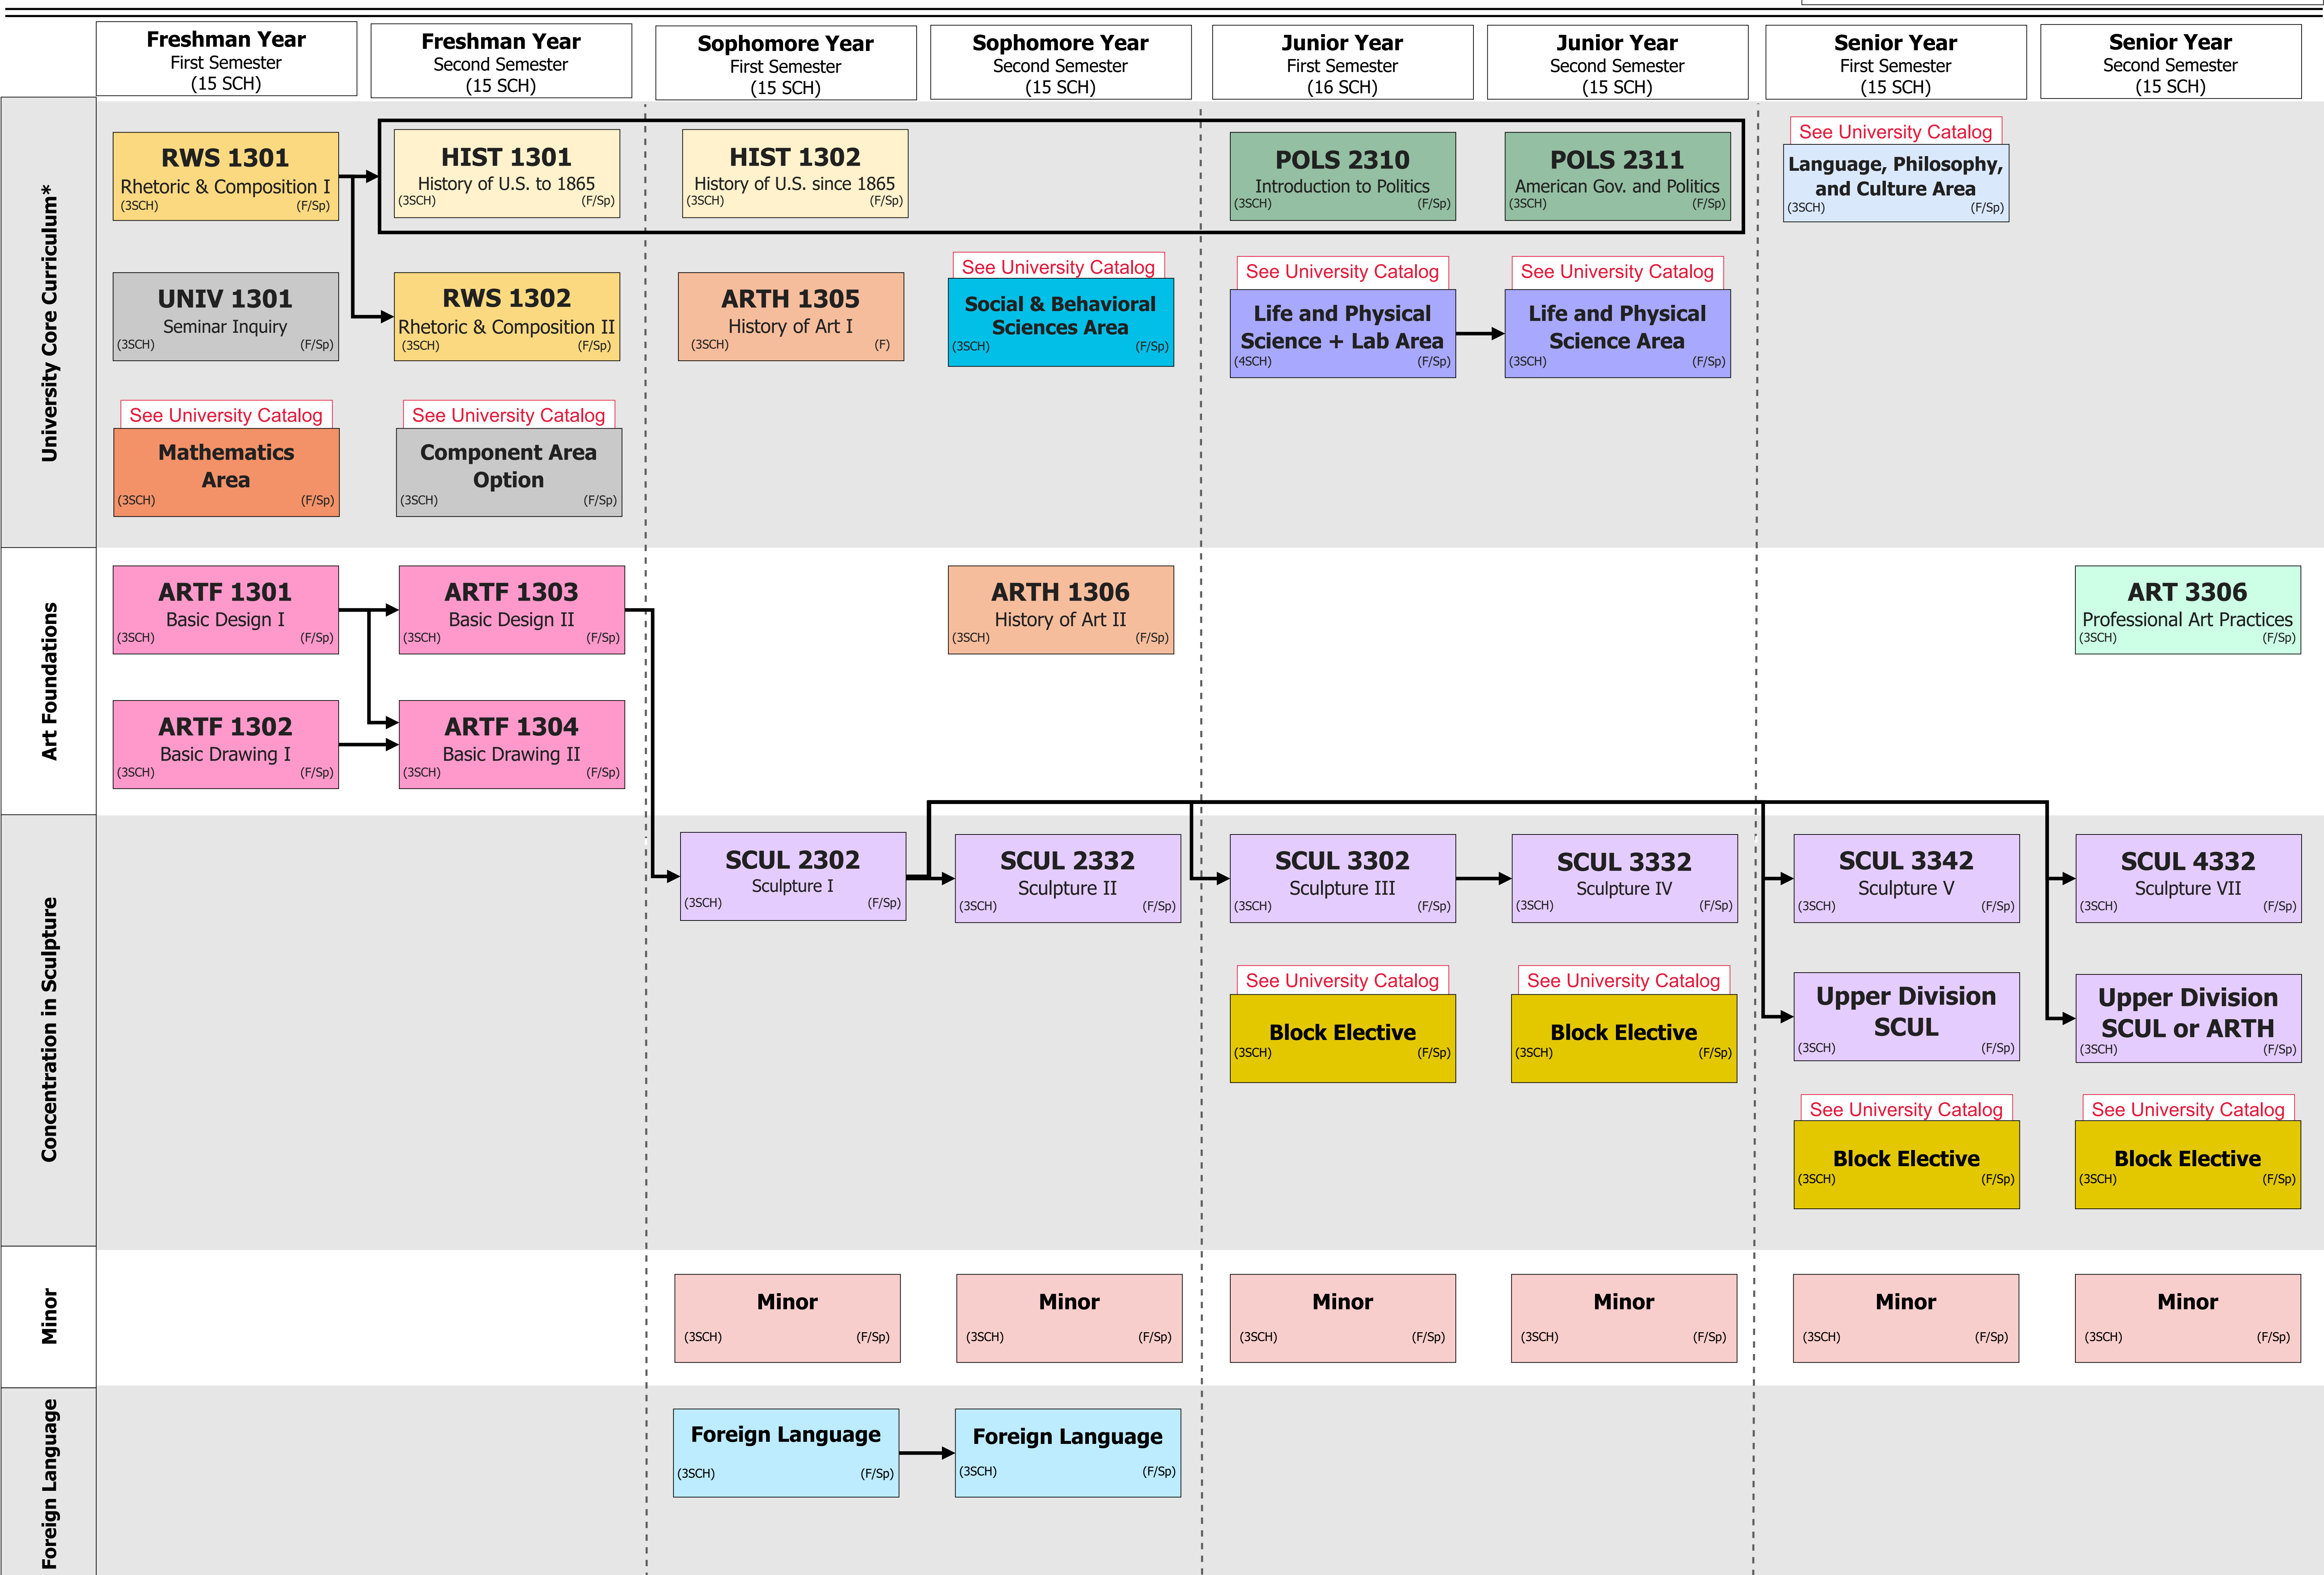 Freshman Year
First Semester
(15 SCH)
Freshman Year
Second Semester
(15 SCH)
Sophomore Year
First Semester
(15 SCH)
Sophomore Year
Second Semester
(15 SCH)
Junior Year
First Semester
(16 SCH)
Junior Year
Second Semester
(15 SCH)
Senior Year
First Semester
(15 SCH)
Senior Year
Second Semester
(15 SCH)
University Core Curriculum*
RWS 1301
Rhetoric & Composition I
(3SCH) (F/Sp)
HIST 1301
History of U.S. to 1865
(3SCH) (F/Sp)
HIST 1302
History of U.S. since 1865
(3SCH) (F/Sp)
POLS 2310
Introduction to Politics
(3SCH) (F/Sp)
POLS 2311
American Gov. and Politics
(3SCH) (F/Sp)
See University Catalog
Language, Philosophy,
and Culture Area
(3SCH) (F/Sp)
UNIV 1301
Seminar Inquiry
(3SCH) (F/Sp)
RWS 1302
Rhetoric & Composition II
(3SCH) (F/Sp)
ARTH 1305
History of Art I
(3SCH) (F)
See University Catalog
Social & Behavioral
Sciences Area
(3SCH) (F/Sp)
See University Catalog
Life and Physical
Science + Lab Area
(4SCH) (F/Sp)
See University Catalog
Life and Physical
Science Area
(3SCH) (F/Sp)
See University Catalog
Mathematics
Area
(3SCH) (F/Sp)
See University Catalog
Component Area
Option
(3SCH) (F/Sp)
Art Foundations
ARTF 1301
Basic Design I
(3SCH) (F/Sp)
ARTF 1303
Basic Design II
(3SCH) (F/Sp)
ARTH 1306
History of Art II
(3SCH) (F/Sp)
ART 3306
Professional Art Practices
(3SCH) (F/Sp)
ARTF 1302
Basic Drawing I
(3SCH) (F/Sp)
ARTF 1304
Basic Drawing II
(3SCH) (F/Sp)
Concentration in Sculpture
SCUL 2302
Sculpture I
(3SCH) (F/Sp)
SCUL 2332
Sculpture II
(3SCH) (F/Sp)
SCUL 3302
Sculpture III
(3SCH) (F/Sp)
SCUL 3332
Sculpture IV
(3SCH) (F/Sp)
SCUL 3342
Sculpture V
(3SCH) (F/Sp)
SCUL 4332
Sculpture VII
(3SCH) (F/Sp)
See University Catalog
Block Elective
(3SCH) (F/Sp)
See University Catalog
Block Elective
(3SCH) (F/Sp)
Upper Division
SCUL
(3SCH) (F/Sp)
Upper Division
SCUL or ARTH
(3SCH) (F/Sp)
See University Catalog
Block Elective
(3SCH) (F/Sp)
See University Catalog
Block Elective
(3SCH) (F/Sp)
Minor
Minor
(3SCH) (F/Sp)
Minor
(3SCH) (F/Sp)
Minor
(3SCH) (F/Sp)
Minor
(3SCH) (F/Sp)
Minor
(3SCH) (F/Sp)
Minor
(3SCH) (F/Sp)
Foreign Language
Foreign Language
(3SCH) (F/Sp)
Foreign Language
(3SCH) (F/Sp)